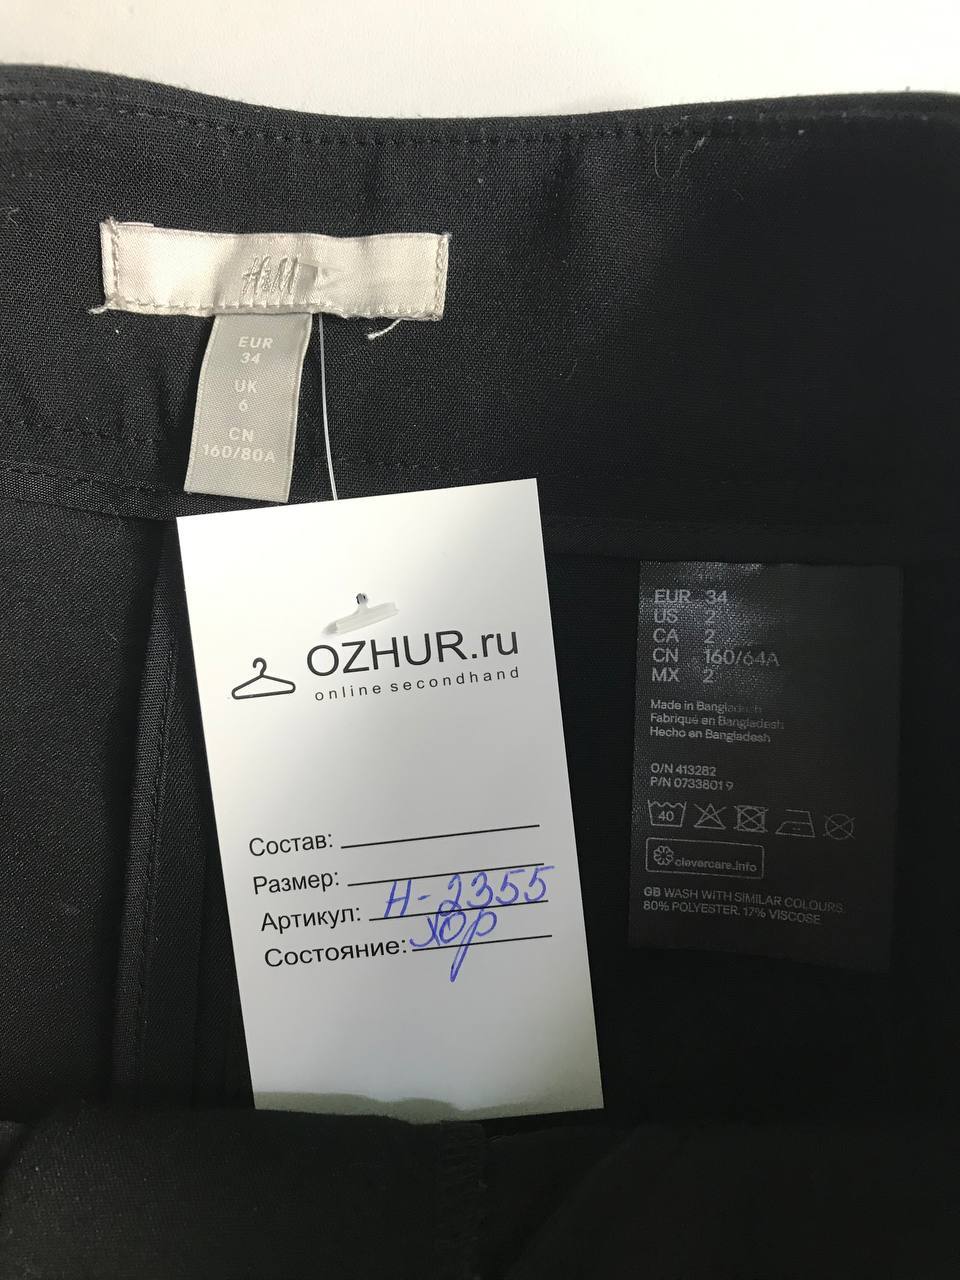 H&M
EUR
34
UK
6
CN
160/80A
OZHUR.ru
online secondhand
Состав:
Размер:
Артикул: Н-2355
Состояние: хор
EUR 34
US 2
CA 2
CN 160/64A
MX 2
Made in Bangladesh
Fabriqué en Bangladesh
Hecho en Bangladesh
O/N 413282
P/N 0733801 9
40
clevercare.info
GB WASH WITH SIMILAR COLOURS.
80% POLYESTER. 17% VISCOSE